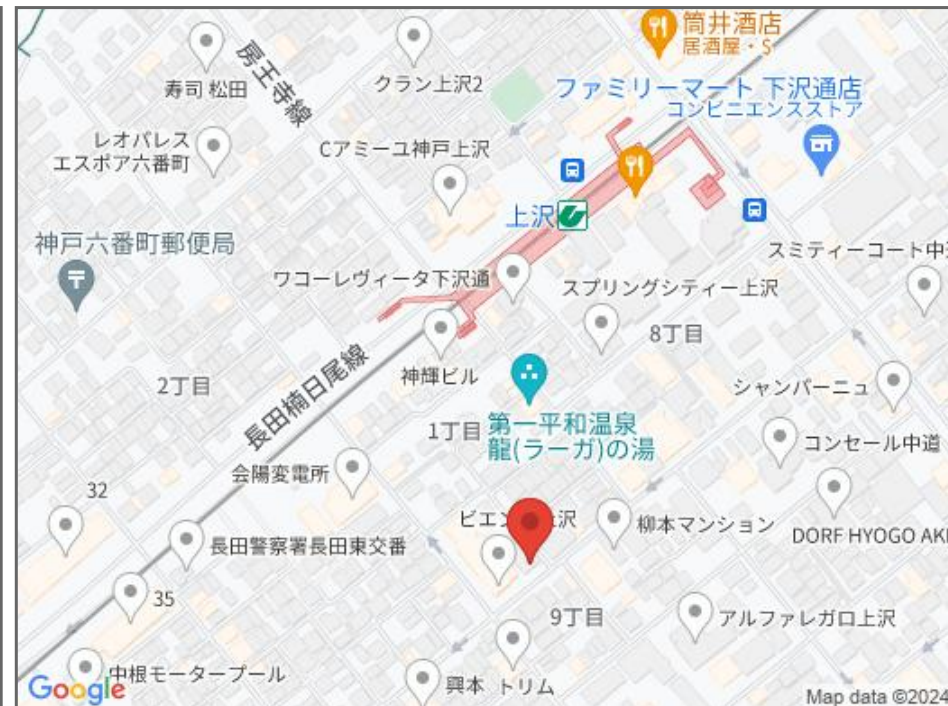 筒井酒店
居酒屋・S
寿司 松田
房王寺線
クラン上沢2
ファミリーマート 下沢通店
コンビニエンスストア
レオパレス
エスポア六番町
Cアミーユ神戸上沢
上沢
神戸六番町郵便局
ワコーレヴィータ下沢通
スプリングシティー上沢
スミティーコート中
8丁目
2丁目
長田楠日尾線
神輝ビル
シャンパーニュ
1丁目
第一平和温泉
龍(ラーガ)の湯
コンセール中道
会陽変電所
32
柳本マンション
DORF HYOGO
長田警察署長田東交番
35
9丁目
アルファレガロ上沢
中根モータープール
興本 トリム
Google
Map data ©2024